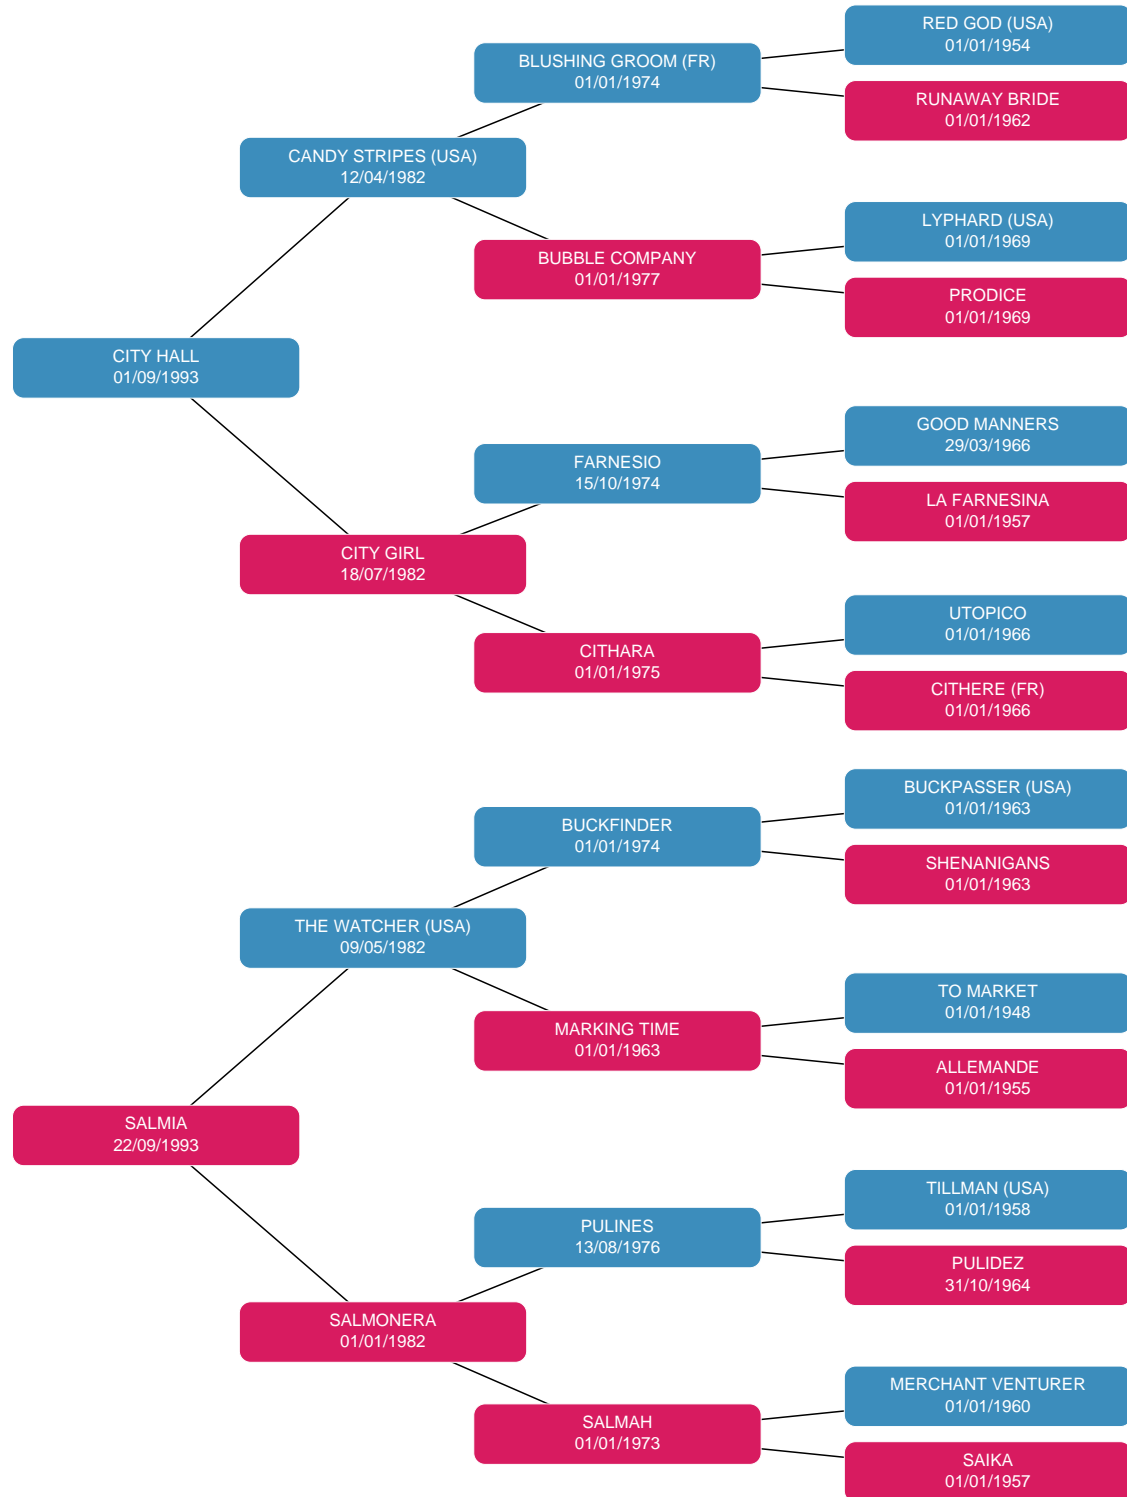 RED GOD (USA)
01/01/1954
BLUSHING GROOM (FR)
01/01/1974
RUNAWAY BRIDE
01/01/1962
CANDY STRIPES (USA)
12/04/1982
LYPHARD (USA)
01/01/1969
BUBBLE COMPANY
01/01/1977
PRODICE
01/01/1969
CITY HALL
01/09/1993
GOOD MANNERS
29/03/1966
FARNESIO
15/10/1974
LA FARNESINA
01/01/1957
CITY GIRL
18/07/1982
UTOPICO
01/01/1966
CITHARA
01/01/1975
CITHERE (FR)
01/01/1966
BUCKPASSER (USA)
01/01/1963
BUCKFINDER
01/01/1974
SHENANIGANS
01/01/1963
THE WATCHER (USA)
09/05/1982
TO MARKET
01/01/1948
MARKING TIME
01/01/1963
ALLEMANDE
01/01/1955
SALMIA
22/09/1993
TILLMAN (USA)
01/01/1958
PULINES
13/08/1976
PULIDEZ
31/10/1964
SALMONERA
01/01/1982
MERCHANT VENTURER
01/01/1960
SALMAH
01/01/1973
SAIKA
01/01/1957